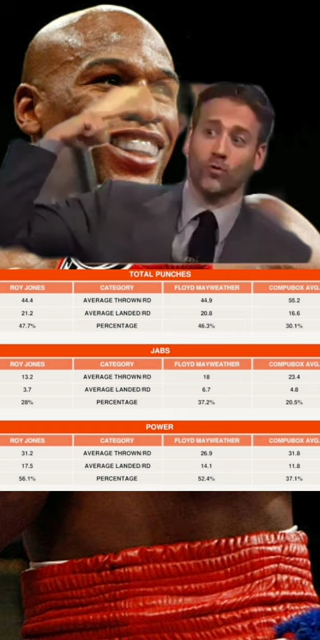 TOTAL PUNCHES
ROY JONES CATEGORY FLOYD MAYWEATHER COMPUBOX AVG.
44.4 AVERAGE THROWN/RD 44.9 55.2
21.2 AVERAGE LANDED/RD 20.8 16.6
47.7% PERCENTAGE 46.3% 30.1%
JABS
ROY JONES CATEGORY FLOYD MAYWEATHER COMPUBOX AVG.
13.2 AVERAGE THROWN/RD 18 23.4
3.7 AVERAGE LANDED/RD 6.7 4.8
28% PERCENTAGE 37.2% 20.5%
POWER
ROY JONES CATEGORY FLOYD MAYWEATHER COMPUBOX AVG.
31.2 AVERAGE THROWN/RD 26.9 31.8
17.5 AVERAGE LANDED/RD 14.1 11.8
56.1% PERCENTAGE 52.4% 37.1%